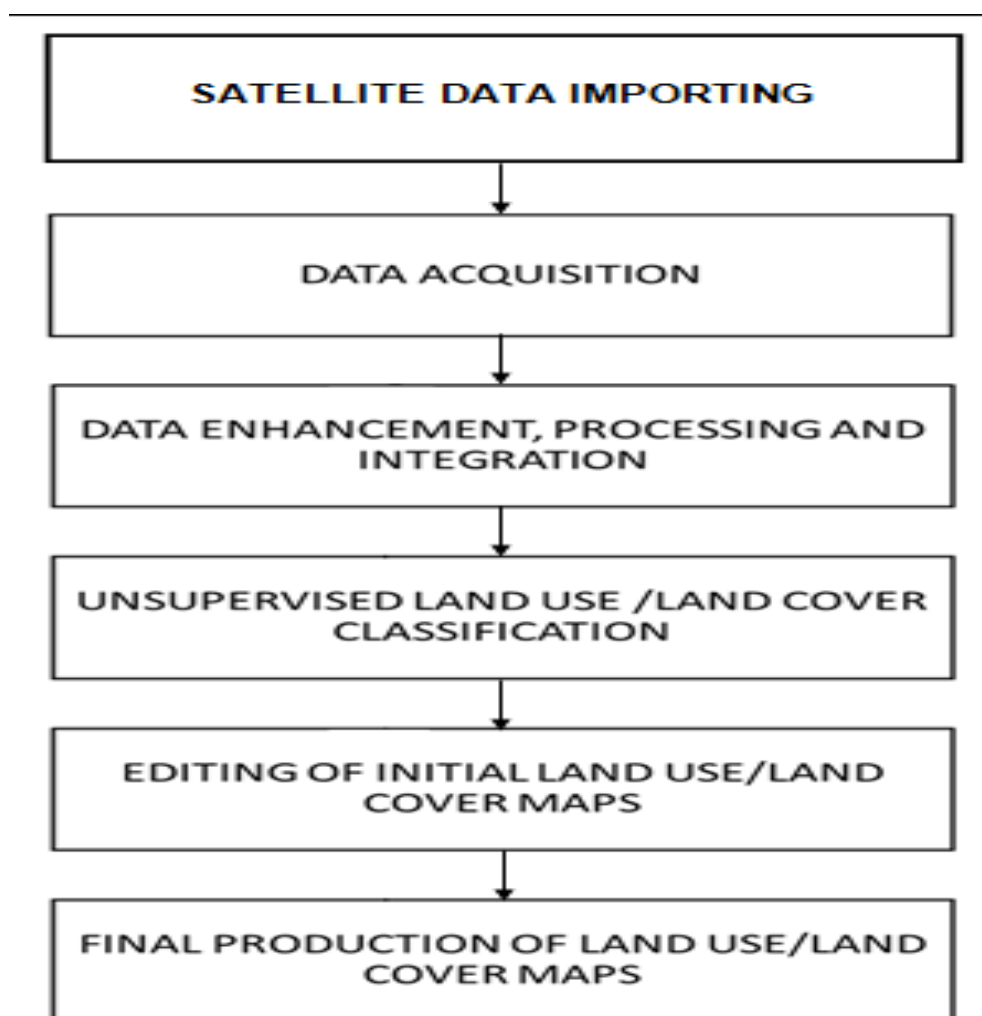 SATELLITE DATA IMPORTING
DATA ACQUISITION
DATA ENHANCEMENT, PROCESSING AND
INTEGRATION
UNSUPERVISED LAND USE /LAND COVER
CLASSIFICATION
EDITING OF INITIAL LAND USE/LAND
COVER MAPS
FINAL PRODUCTION OF LAND USE/LAND
COVER MAPS